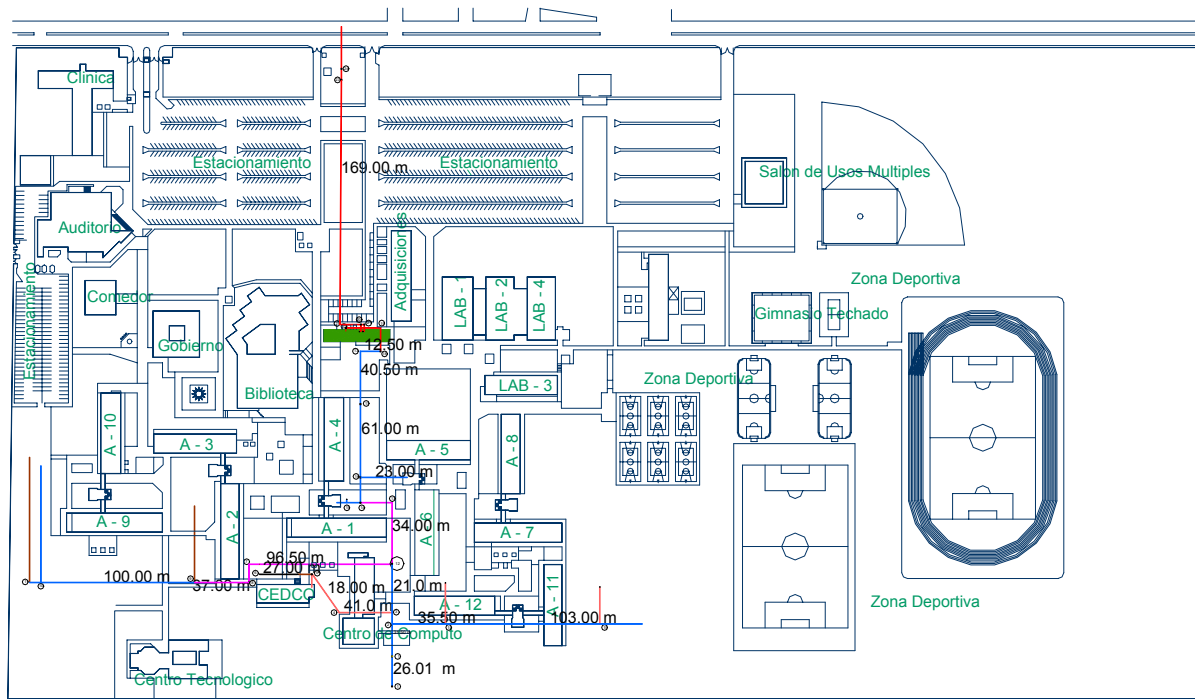 Clinica
Estacionamiento
Estacionamiento
169.00 m
Salon de Usos Multiples
Auditorio
Adquisiciones
Zona Deportiva
Estacionamiento
Comedor
LAB - 1
LAB - 2
LAB - 4
Gimnasio Techado
Gobierno
12.50 m
40.50 m
Biblioteca
LAB - 3
Zona Deportiva
A - 10
A - 3
A - 4
61.00 m
A - 5
A - 8
23.00 m
A - 9
A - 2
A - 1
34.00 m
A - 6
A - 7
96.50 m
27.00 m
100.00 m
37.00 m
CEDCO
18.00 m
21.0 m
A - 11
41.0 m
A - 12
35.50 m
103.00 m
Zona Deportiva
Centro de Computo
26.01 m
Centro Tecnologico